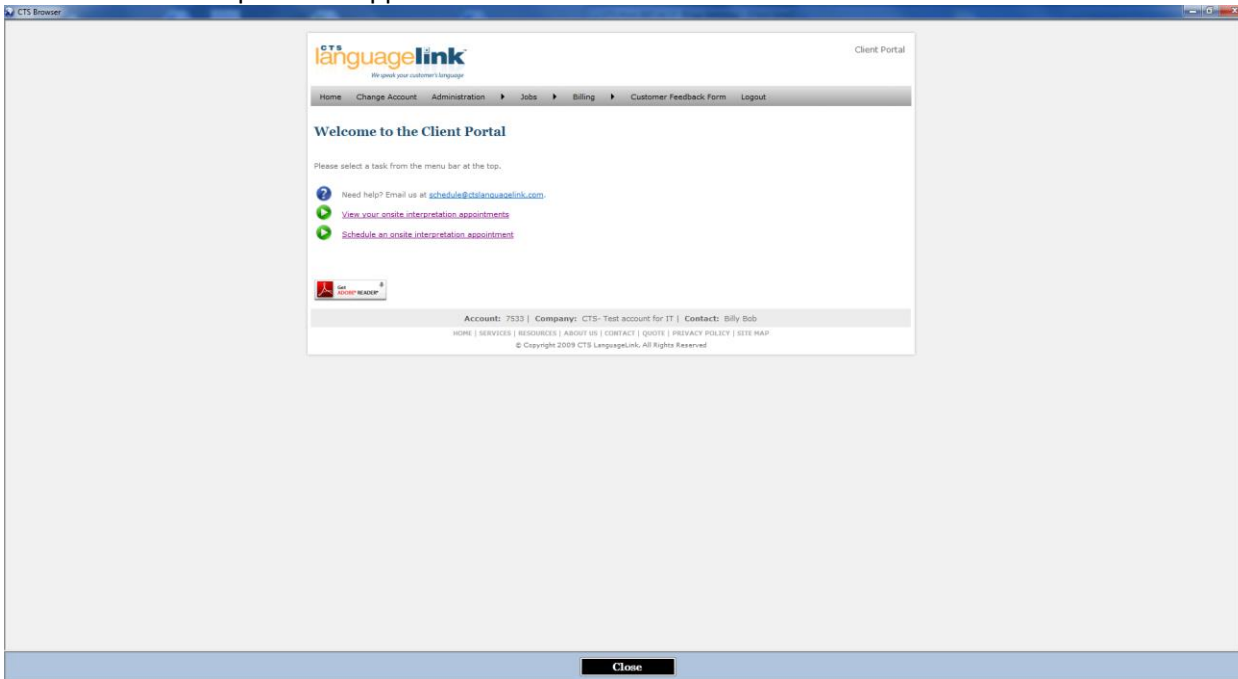 CTS Browser
CTS
languagelink
We speak your customer's language
Client Portal
Home Change Account Administration Jobs Billing Customer Feedback Form Logout
Welcome to the Client Portal
Please select a task from the menu bar at the top.
Need help? Email us at schedule@ctslanguagelink.com.
View your onsite interpretation appointments
Schedule an onsite interpretation appointment
Get
ADOBE® READER®
Account: 7533 | Company: CTS- Test account for IT | Contact: Billy Bob
HOME | SERVICES | RESOURCES | ABOUT US | CONTACT | QUOTE | PRIVACY POLICY | SITE MAP
© Copyright 2009 CTS LanguageLink, All Rights Reserved
Close